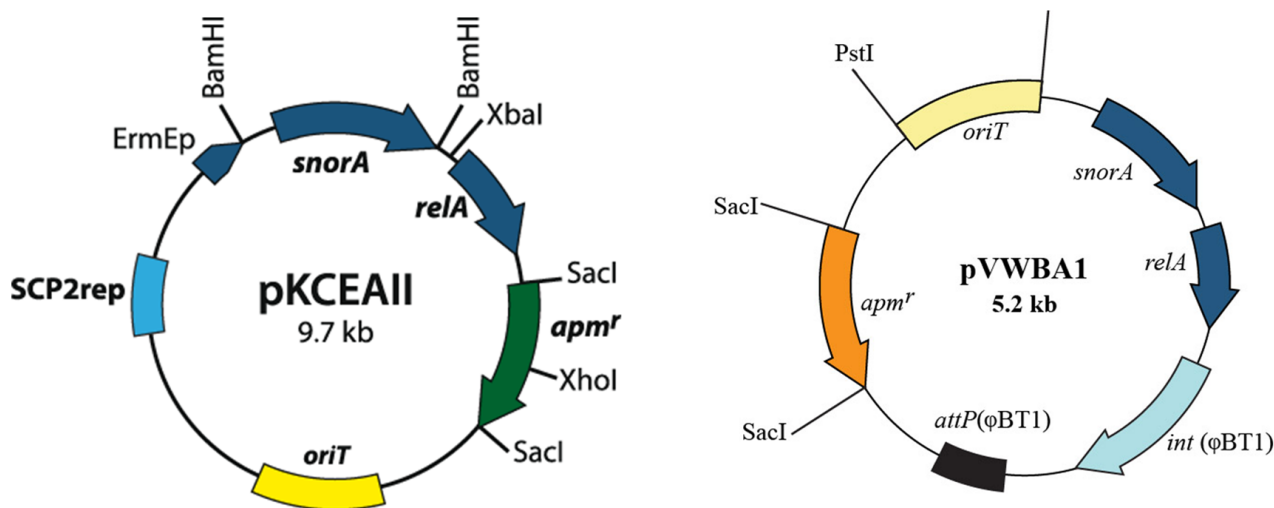 BamHI
BamHI
XbaI
ErmEp
snorA
relA
SCP2rep
pKCEAII
9.7 kb
SacI
apmʳ
XhoI
SacI
oriT
PstI
oriT
snorA
SacI
relA
pVWBA1
5.2 kb
apmʳ
attP(φBT1)
SacI
int (φBT1)